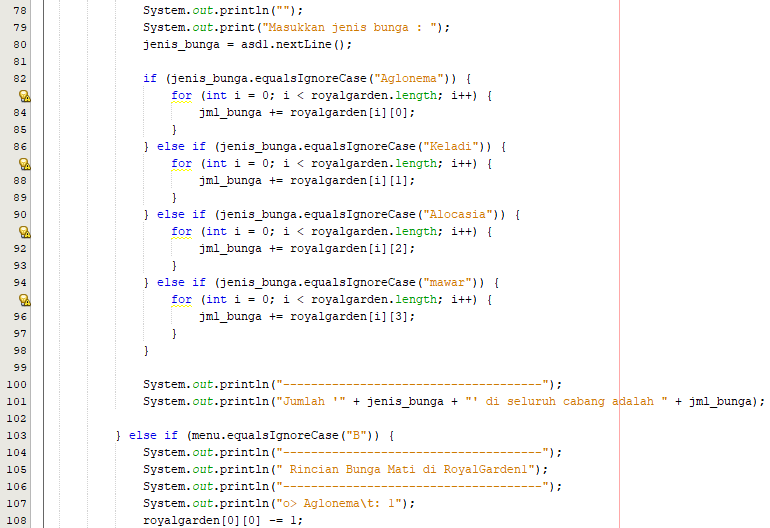 78 System.out.println("");
79 System.out.print("Masukkan jenis bunga : ");
80 jenis_bunga = asdl.nextLine();
81
82 if (jenis_bunga.equalsIgnoreCase("Aglonema")) {
for (int i = 0; i < royalgarden.length; i++) {
84 jml_bunga += royalgarden[i][0];
85 }
86 } else if (jenis_bunga.equalsIgnoreCase("Keladi")) {
for (int i = 0; i < royalgarden.length; i++) {
88 jml_bunga += royalgarden[i][1];
89 }
90 } else if (jenis_bunga.equalsIgnoreCase("Alocasia")) {
for (int i = 0; i < royalgarden.length; i++) {
92 jml_bunga += royalgarden[i][2];
93 }
94 } else if (jenis_bunga.equalsIgnoreCase("mawar")) {
for (int i = 0; i < royalgarden.length; i++) {
96 jml_bunga += royalgarden[i][3];
97 }
98 }
99
100 System.out.println("-------------------------------------");
101 System.out.println("Jumlah '" + jenis_bunga + "' di seluruh cabang adalah " + jml_bunga);
102
103 } else if (menu.equalsIgnoreCase("B")) {
104 System.out.println("-------------------------------------");
105 System.out.println(" Rincian Bunga Mati di RoyalGarden1");
106 System.out.println("-------------------------------------");
107 System.out.println("o> Aglonema\t: 1");
108 royalgarden[0][0] -= 1;